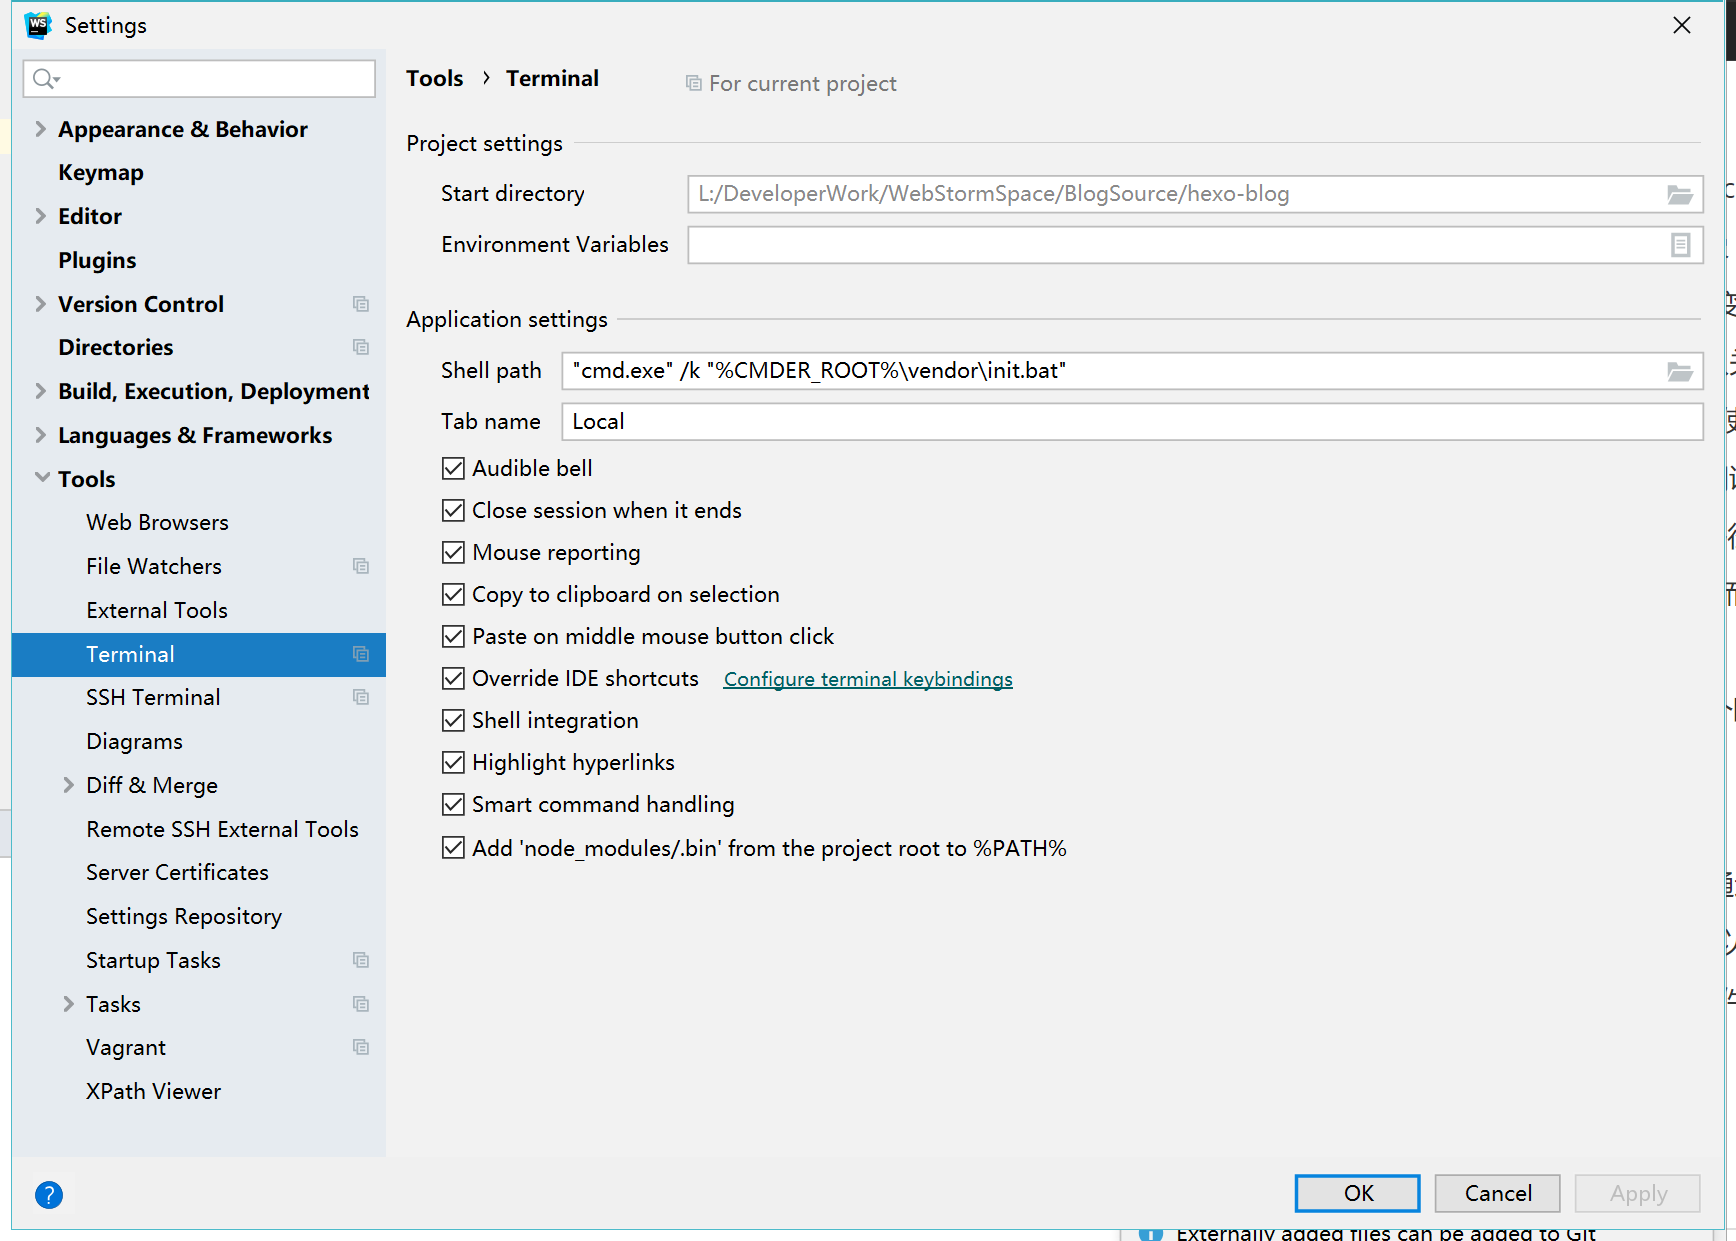 WS
Settings
Appearance & Behavior
Keymap
Editor
Plugins
Version Control
Directories
Build, Execution, Deployment
Languages & Frameworks
Tools
Web Browsers
File Watchers
External Tools
Terminal
SSH Terminal
Diagrams
Diff & Merge
Remote SSH External Tools
Server Certificates
Settings Repository
Startup Tasks
Tasks
Vagrant
XPath Viewer
Tools › Terminal For current project
Project settings
Start directory L:/DeveloperWork/WebStormSpace/BlogSource/hexo-blog
Environment Variables
Application settings
Shell path "cmd.exe" /k "%CMDER_ROOT%\vendor\init.bat"
Tab name Local
Audible bell
Close session when it ends
Mouse reporting
Copy to clipboard on selection
Paste on middle mouse button click
Override IDE shortcuts Configure terminal keybindings
Shell integration
Highlight hyperlinks
Smart command handling
Add 'node_modules/.bin' from the project root to %PATH%
? OK Cancel Apply
Externally added files can be added to Git